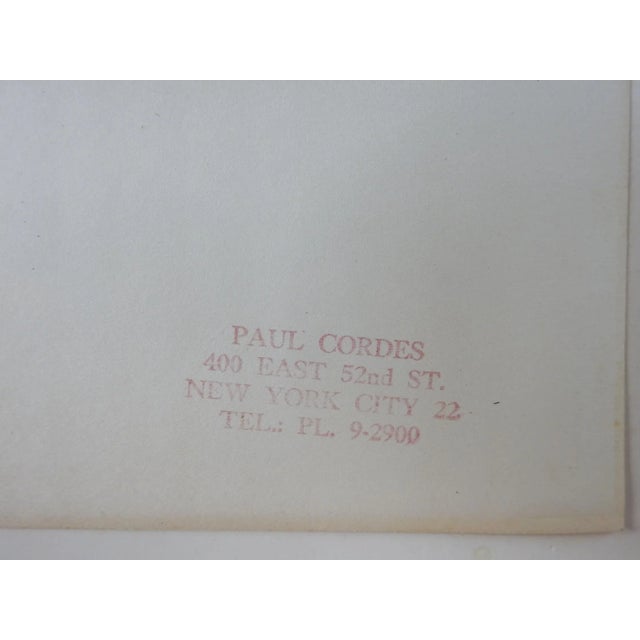 PAUL CORDES
400 EAST 52nd ST.
NEW YORK CITY 22
TEL.: PL. 9-2900